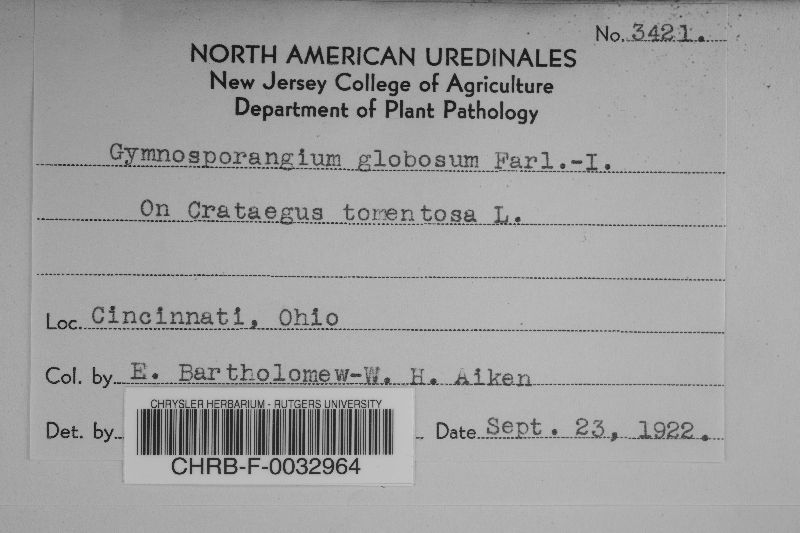 No. 3421.
NORTH AMERICAN UREDINALES
New Jersey College of Agriculture
Department of Plant Pathology
Gymnosporangium globosum Farl.-I.
On Crataegus tomentosa L.
Loc. Cincinnati, Ohio
Col. by E. Bartholomew-W. H. Aiken
CHRYSLER HERBARIUM - RUTGERS UNIVERSITY
Det. by Date Sept. 23, 1922.
CHRB-F-0032964